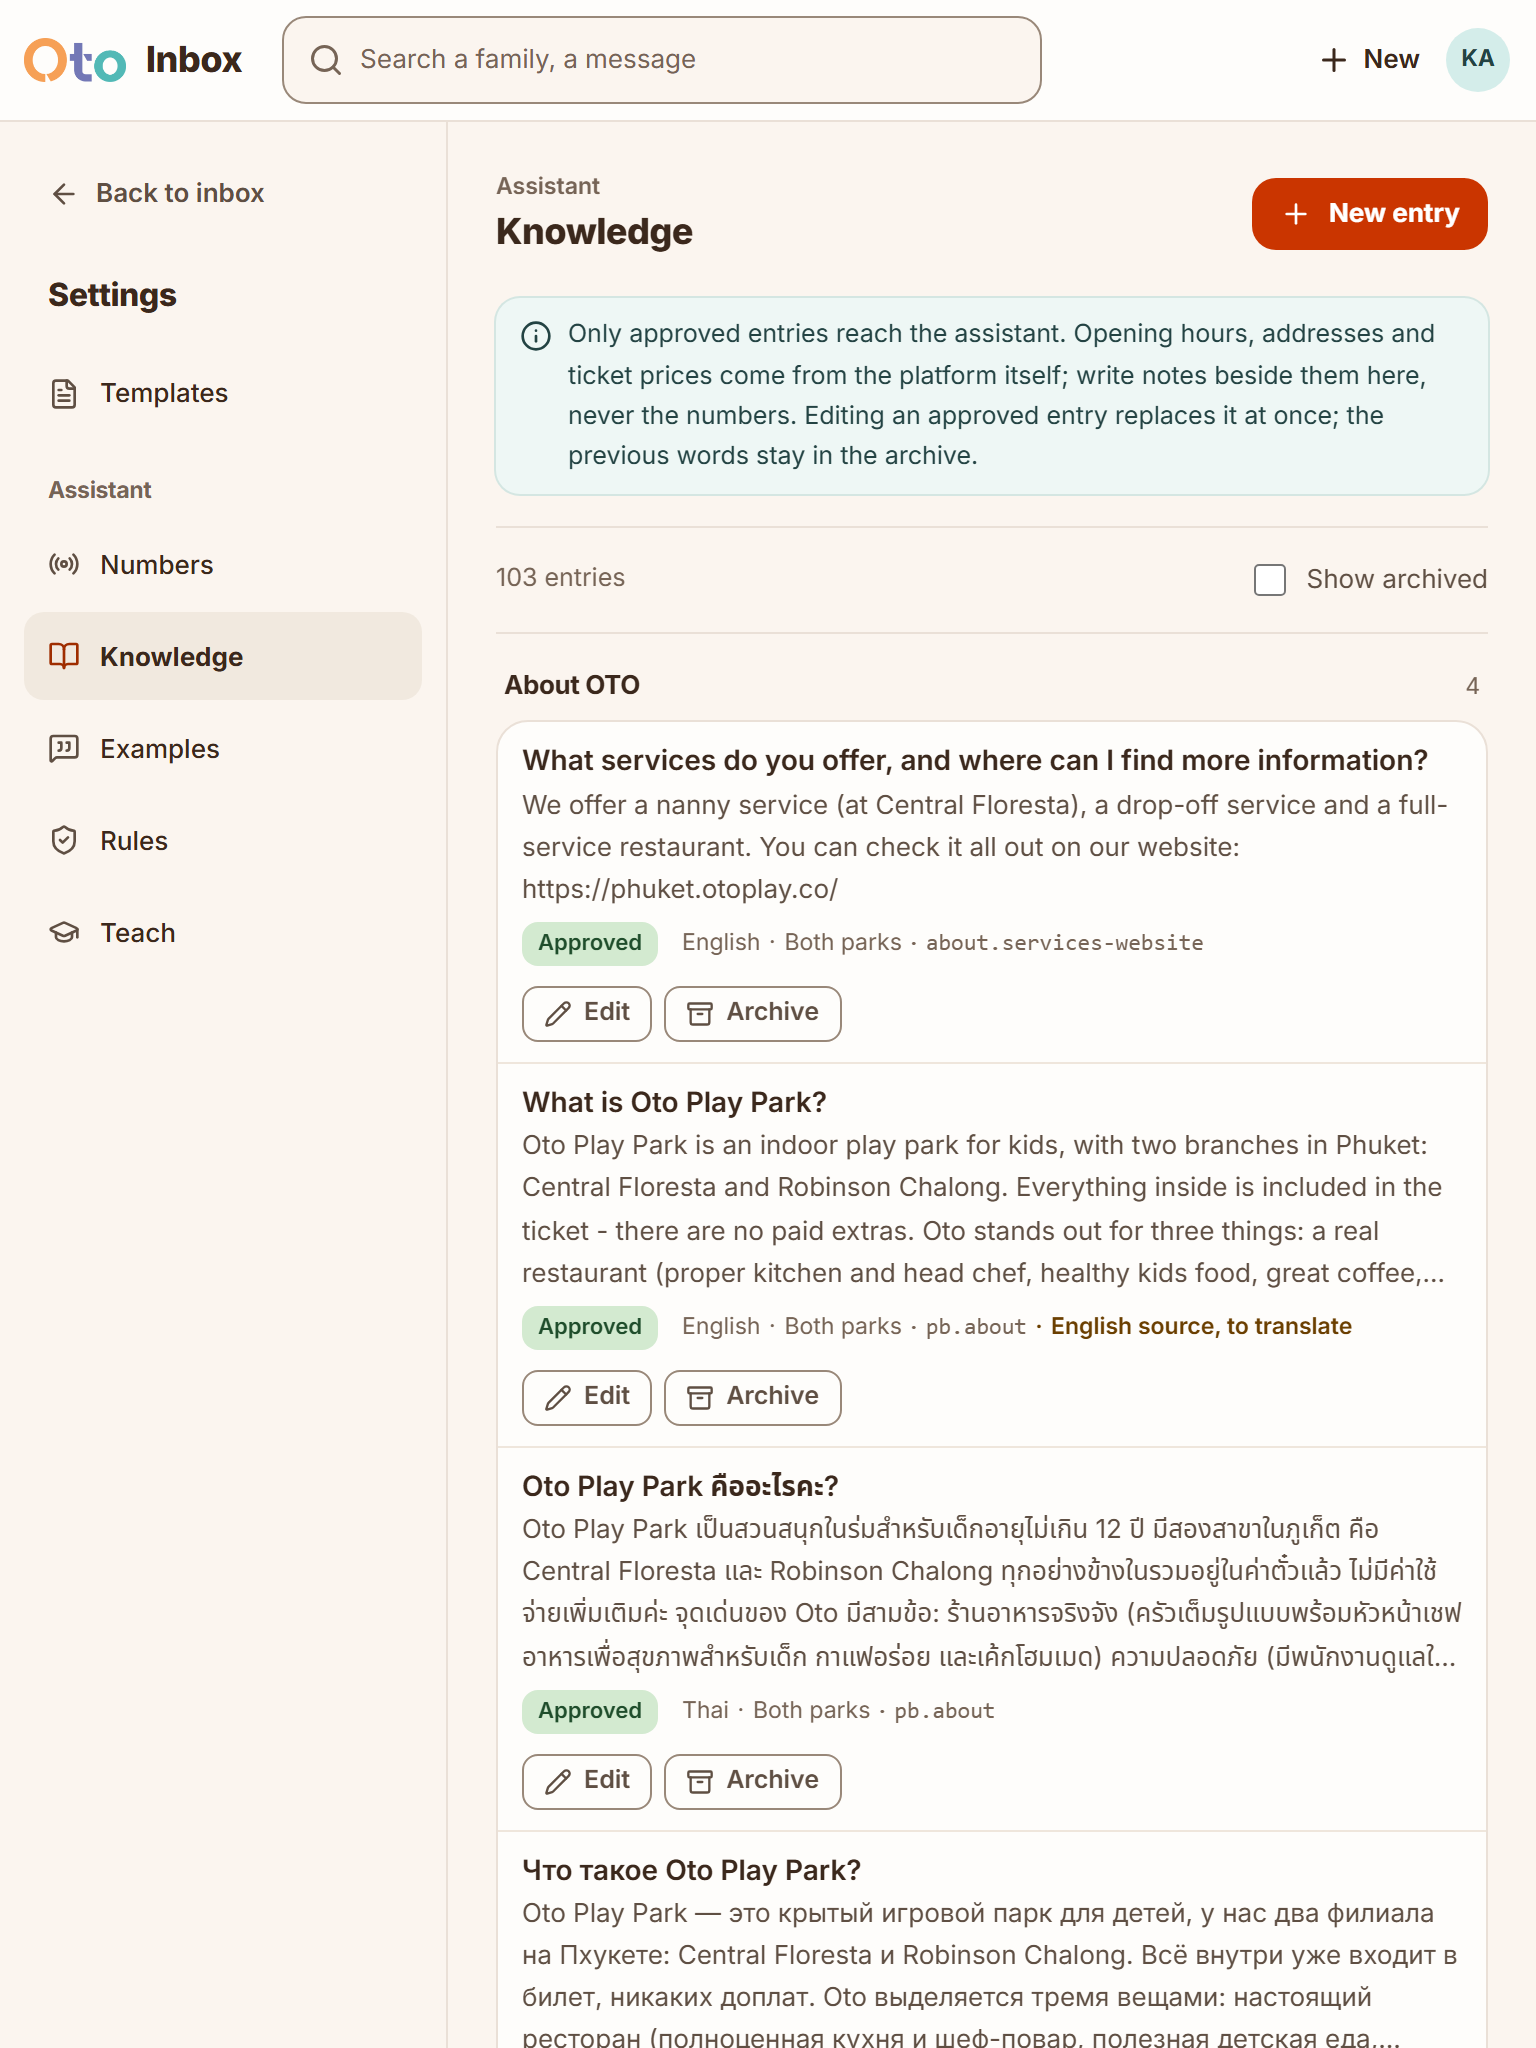 Oto Inbox
Search a family, a message
New
KA
Back to inbox
Settings
Templates
Assistant
Numbers
Knowledge
Examples
Rules
Teach
Assistant
Knowledge
New entry
Only approved entries reach the assistant. Opening hours, addresses and
ticket prices come from the platform itself; write notes beside them here,
never the numbers. Editing an approved entry replaces it at once; the
previous words stay in the archive.
103 entries
Show archived
About OTO
4
What services do you offer, and where can I find more information?
We offer a nanny service (at Central Floresta), a drop-off service and a full-
service restaurant. You can check it all out on our website:
https://phuket.otoplay.co/
Approved English · Both parks · about.services-website
Edit Archive
What is Oto Play Park?
Oto Play Park is an indoor play park for kids, with two branches in Phuket:
Central Floresta and Robinson Chalong. Everything inside is included in the
ticket - there are no paid extras. Oto stands out for three things: a real
restaurant (proper kitchen and head chef, healthy kids food, great coffee,...
Approved English · Both parks · pb.about · English source, to translate
Edit Archive
Oto Play Park คืออะไรคะ?
Oto Play Park เป็นสวนสนุกในร่มสำหรับเด็กอายุไม่เกิน 12 ปี มีสองสาขาในภูเก็ต คือ
Central Floresta และ Robinson Chalong ทุกอย่างข้างในรวมอยู่ในค่าตั๋วแล้ว ไม่มีค่าใช้
จ่ายเพิ่มเติมค่ะ จุดเด่นของ Oto มีสามข้อ: ร้านอาหารจริงจัง (ครัวเต็มรูปแบบพร้อมหัวหน้าเชฟ
อาหารเพื่อสุขภาพสำหรับเด็ก กาแฟอร่อย และเค้กโฮมเมด) ความปลอดภัย (มีพนักงานดูแลใ...
Approved Thai · Both parks · pb.about
Edit Archive
Что такое Oto Play Park?
Oto Play Park — это крытый игровой парк для детей, у нас два филиала
на Пхукете: Central Floresta и Robinson Chalong. Всё внутри уже входит в
билет, никаких доплат. Oto выделяется тремя вещами: настоящий
ресторан (полноценная кухня и шеф-повар, полезная детская еда,...